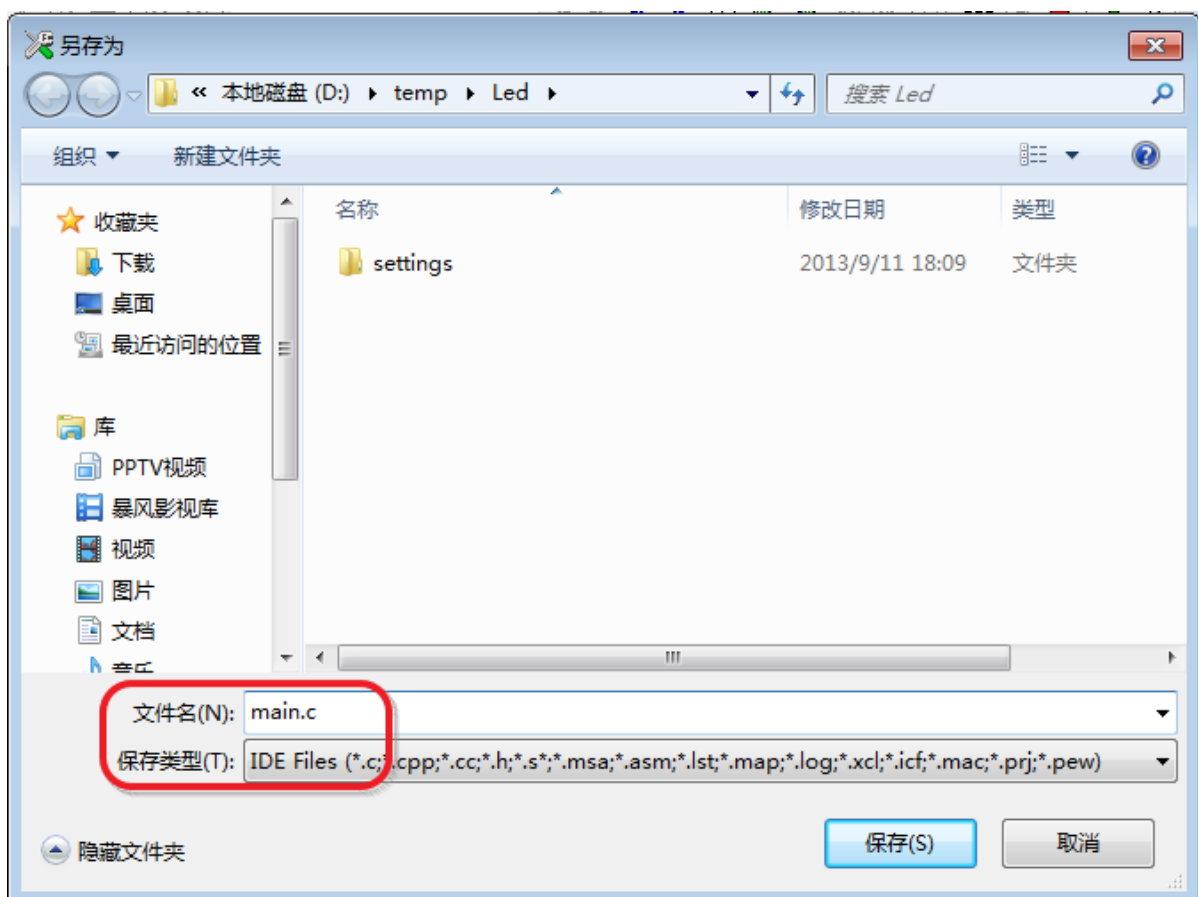 另存为
« 本地磁盘 (D:) ▸ temp ▸ Led ▸
搜索 Led
组织 新建文件夹
名称 修改日期 类型
收藏夹
下载
桌面
最近访问的位置
库
PPTV视频
暴风影视库
视频
图片
文档
音乐
settings 2013/9/11 18:09 文件夹
文件名(N): main.c
保存类型(T): IDE Files (*.c;*.cpp;*.cc;*.h;*.s*;*.msa;*.asm;*.lst;*.map;*.log;*.xcl;*.icf;*.mac;*.prj;*.pew)
隐藏文件夹
保存(S) 取消